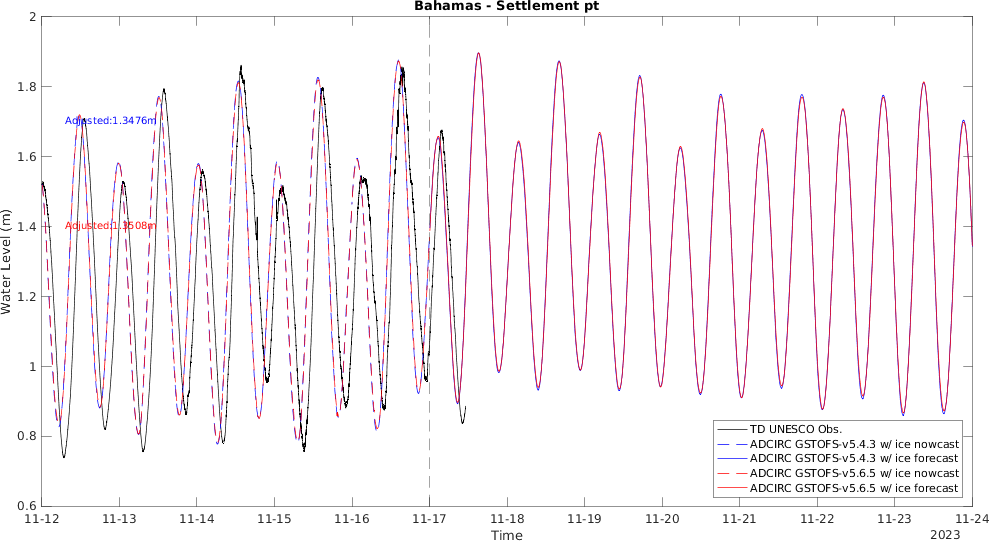 Bahamas - Settlement pt
2
1.8
1.6
1.4
1.2
1
0.8
0.6
Water Level (m)
Adjusted:1.3476m
Adjusted:1.3508m
TD UNESCO Obs.
ADCIRC GSTOFS-v5.4.3 w/ ice nowcast
ADCIRC GSTOFS-v5.4.3 w/ ice forecast
ADCIRC GSTOFS-v5.6.5 w/ ice nowcast
ADCIRC GSTOFS-v5.6.5 w/ ice forecast
11-12 11-13 11-14 11-15 11-16 11-17 11-18 11-19 11-20 11-21 11-22 11-23 11-24
Time
2023